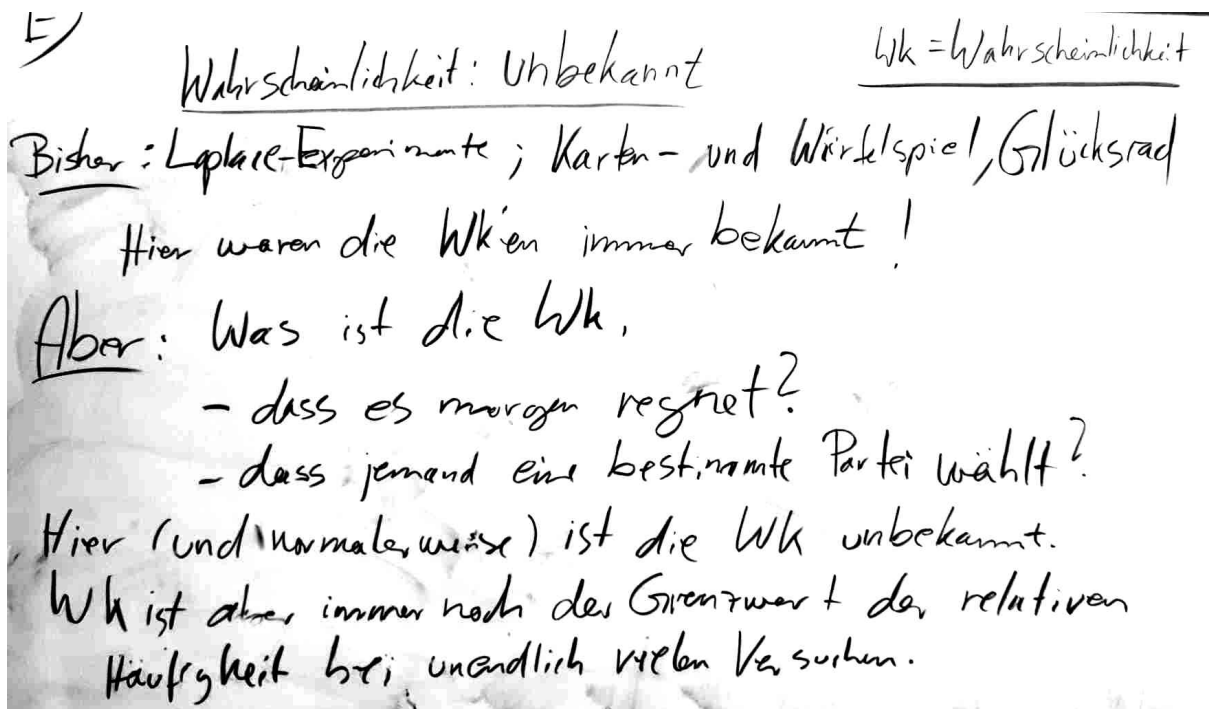 E)
Wahrscheinlichkeit: unbekannt
Wk = Wahrscheinlichkeit
Bisher: Laplace-Experimente; Karten- und Würfelspiel, Glücksrad
Hier waren die Wk'en immer bekannt!
Aber: Was ist die Wk,
- dass es morgen regnet?
- dass jemand eine bestimmte Partei wählt?
Hier (und normalerweise) ist die Wk unbekannt.
Wk ist aber immer noch der Grenzwert der relativen
Häufigkeit bei unendlich vielen Versuchen.